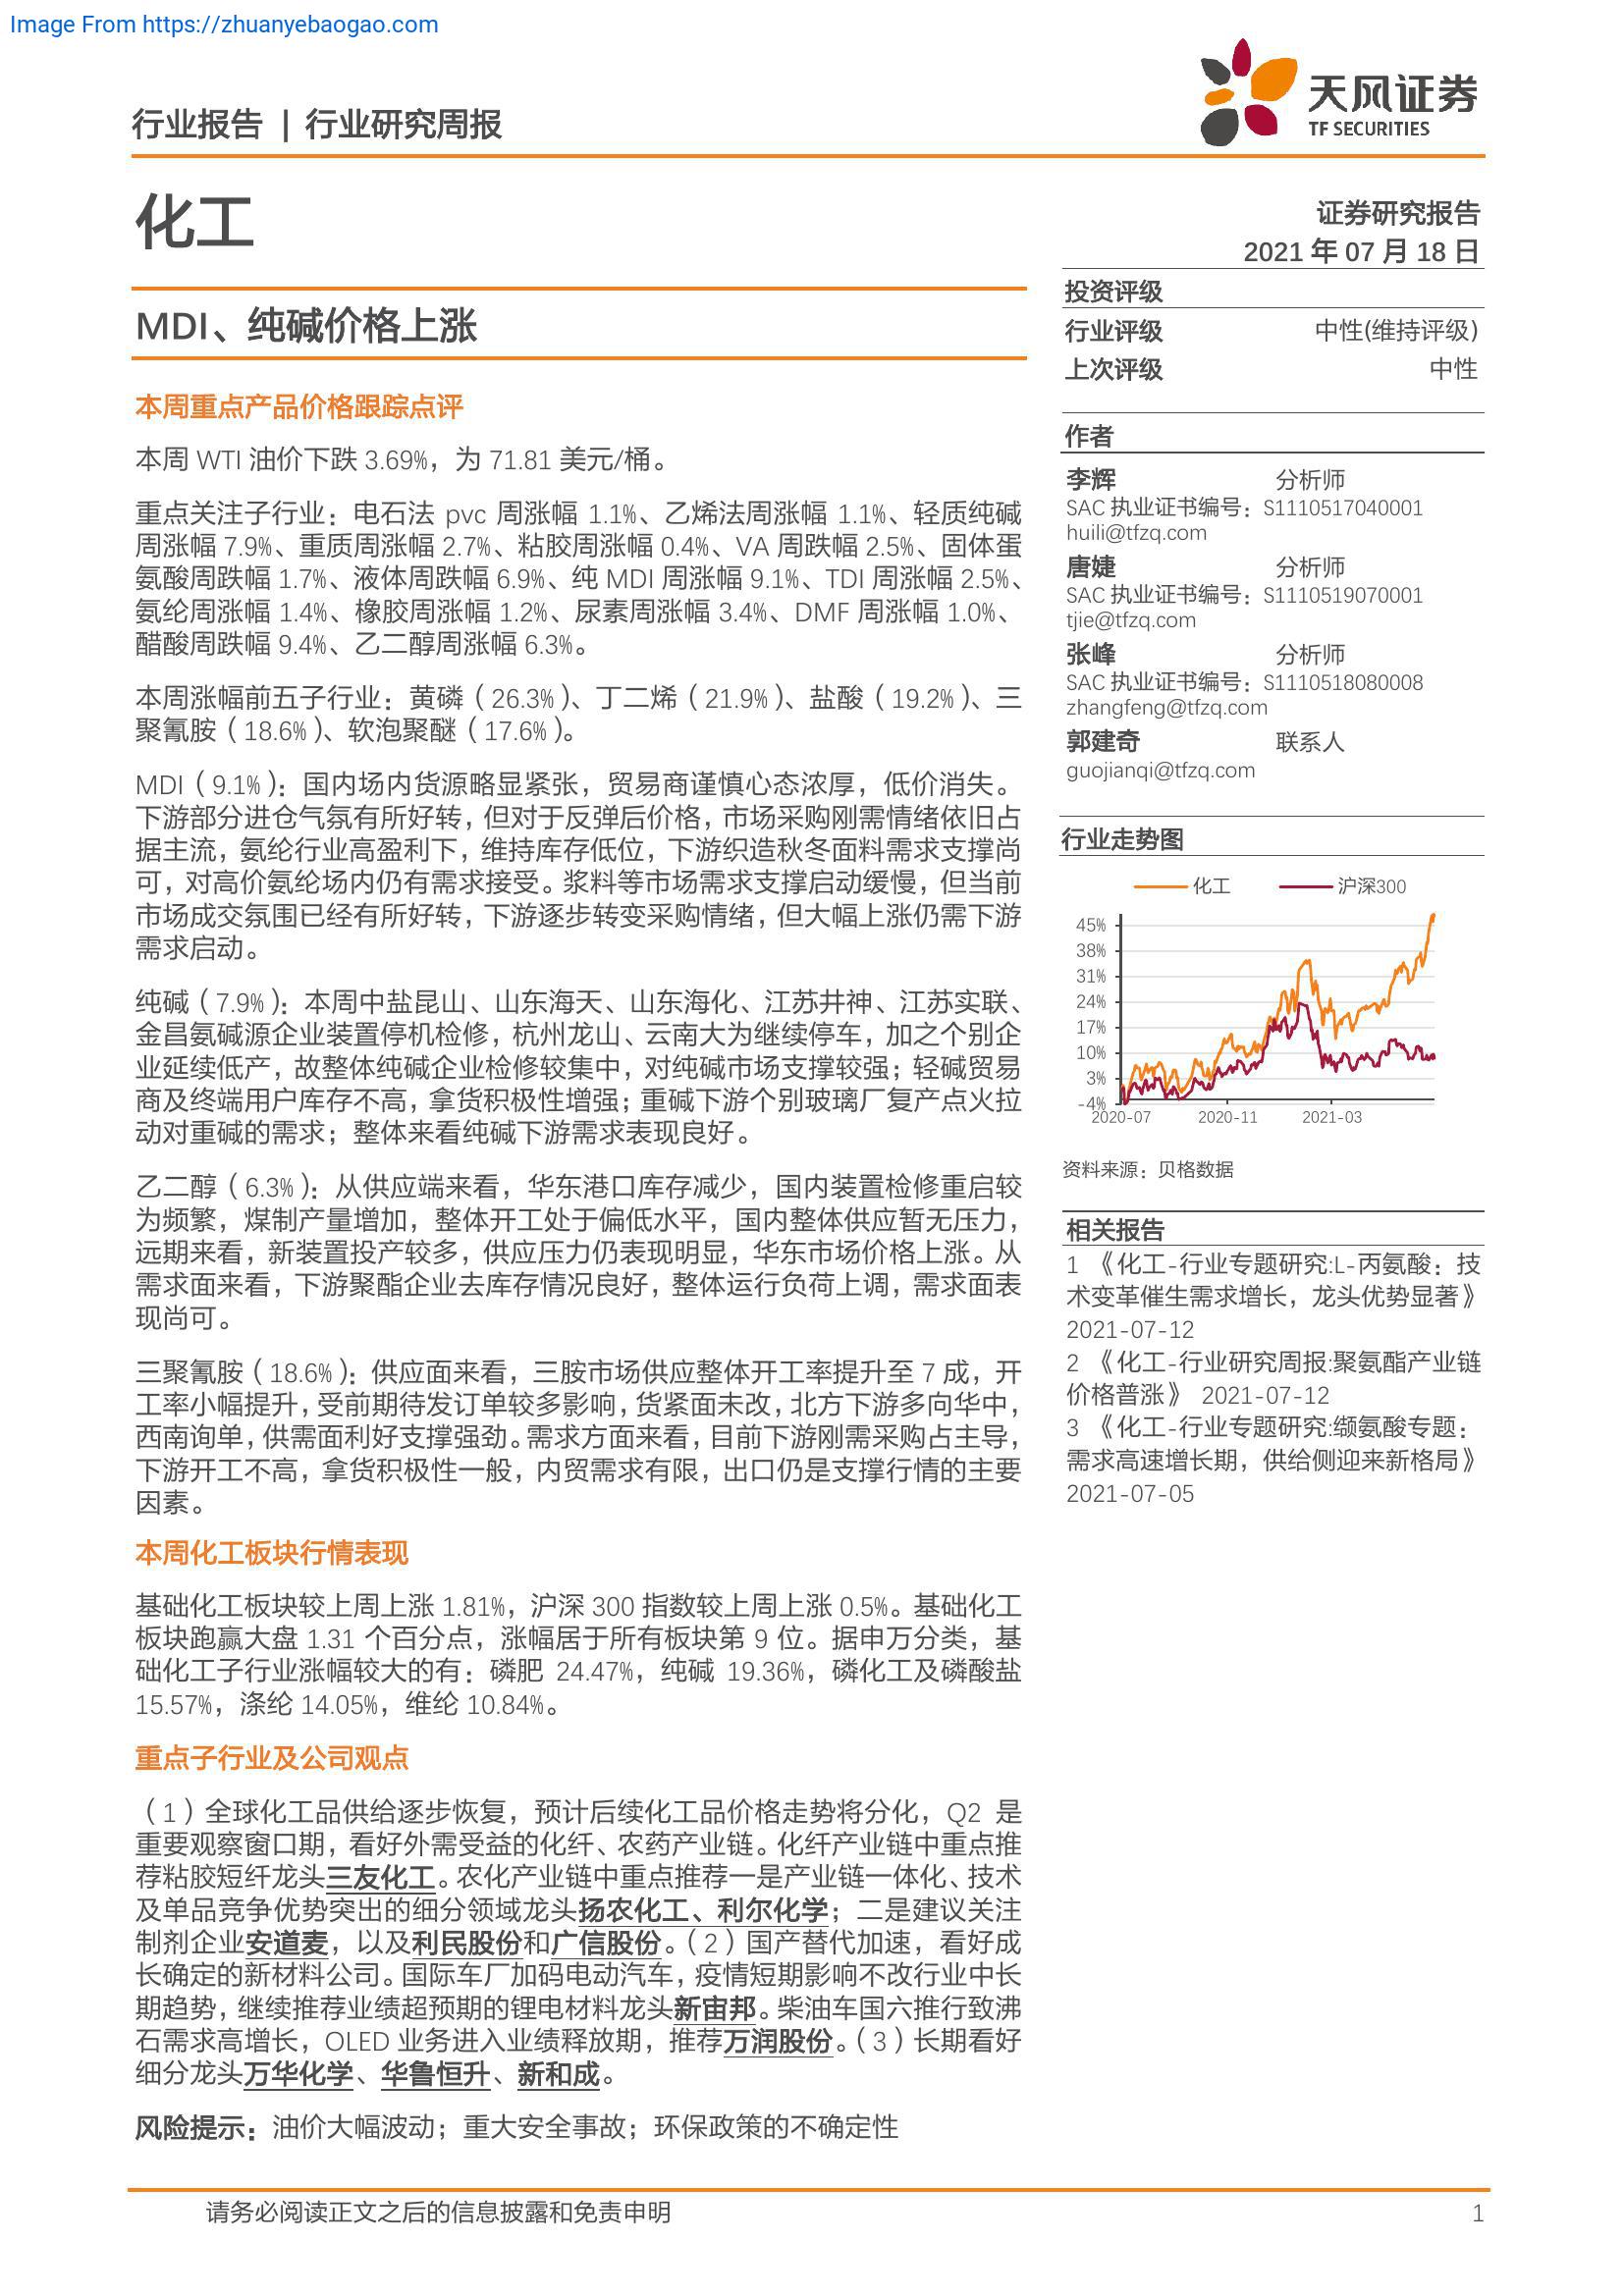 Image From https://zhuanyebaogao.com
行业报告 | 行业研究周报
天风证券
TF SECURITIES
化工
证券研究报告
2021 年 07 月 18 日
MDI、纯碱价格上涨
本周重点产品价格跟踪点评
本周 WTI 油价下跌 3.69%，为 71.81 美元/桶。
重点关注子行业：电石法 pvc 周涨幅 1.1%、乙烯法周涨幅 1.1%、轻质纯碱
周涨幅 7.9%、重质周涨幅 2.7%、粘胶周涨幅 0.4%、VA 周跌幅 2.5%、固体蛋
氨酸周跌幅 1.7%、液体周跌幅 6.9%、纯 MDI 周涨幅 9.1%、TDI 周涨幅 2.5%、
氨纶周涨幅 1.4%、橡胶周涨幅 1.2%、尿素周涨幅 3.4%、DMF 周涨幅 1.0%、
醋酸周跌幅 9.4%、乙二醇周涨幅 6.3%。
本周涨幅前五子行业：黄磷（26.3%）、丁二烯（21.9%）、盐酸（19.2%）、三
聚氰胺（18.6%）、软泡聚醚（17.6%）。
MDI（9.1%）：国内场内货源略显紧张，贸易商谨慎心态浓厚，低价消失。
下游部分进仓气氛有所好转，但对于反弹后价格，市场采购刚需情绪依旧占
据主流，氨纶行业高盈利下，维持库存低位，下游织造秋冬面料需求支撑尚
可，对高价氨纶场内仍有需求接受。浆料等市场需求支撑启动缓慢，但当前
市场成交氛围已经有所好转，下游逐步转变采购情绪，但大幅上涨仍需下游
需求启动。
纯碱（7.9%）：本周中盐昆山、山东海天、山东海化、江苏井神、江苏实联、
金昌氨碱源企业装置停机检修，杭州龙山、云南大为继续停车，加之个别企
业延续低产，故整体纯碱企业检修较集中，对纯碱市场支撑较强；轻碱贸易
商及终端用户库存不高，拿货积极性增强；重碱下游个别玻璃厂复产点火拉
动对重碱的需求；整体来看纯碱下游需求表现良好。
乙二醇（6.3%）：从供应端来看，华东港口库存减少，国内装置检修重启较
为频繁，煤制产量增加，整体开工处于偏低水平，国内整体供应暂无压力，
远期来看，新装置投产较多，供应压力仍表现明显，华东市场价格上涨。从
需求面来看，下游聚酯企业去库存情况良好，整体运行负荷上调，需求面表
现尚可。
三聚氰胺（18.6%）：供应面来看，三胺市场供应整体开工率提升至 7 成，开
工率小幅提升，受前期待发订单较多影响，货紧面未改，北方下游多向华中，
西南询单，供需面利好支撑强劲。需求方面来看，目前下游刚需采购占主导，
下游开工不高，拿货积极性一般，内贸需求有限，出口仍是支撑行情的主要
因素。
本周化工板块行情表现
基础化工板块较上周上涨 1.81%，沪深 300 指数较上周上涨 0.5%。基础化工
板块跑赢大盘 1.31 个百分点，涨幅居于所有板块第 9 位。据申万分类，基
础化工子行业涨幅较大的有：磷肥 24.47%，纯碱 19.36%，磷化工及磷酸盐
15.57%，涤纶 14.05%，维纶 10.84%。
重点子行业及公司观点
（1）全球化工品供给逐步恢复，预计后续化工品价格走势将分化，Q2 是
重要观察窗口期，看好外需受益的化纤、农药产业链。化纤产业链中重点推
荐粘胶短纤龙头三友化工。农化产业链中重点推荐一是产业链一体化、技术
及单品竞争优势突出的细分领域龙头扬农化工、利尔化学；二是建议关注
制剂企业安道麦，以及利民股份和广信股份。（2）国产替代加速，看好成
长确定的新材料公司。国际车厂加码电动汽车，疫情短期影响不改行业中长
期趋势，继续推荐业绩超预期的锂电材料龙头新宙邦。柴油车国六推行致沸
石需求高增长，OLED 业务进入业绩释放期，推荐万润股份。（3）长期看好
细分龙头万华化学、华鲁恒升、新和成。
风险提示：油价大幅波动；重大安全事故；环保政策的不确定性
投资评级
行业评级 中性(维持评级)
上次评级 中性
作者
李辉 分析师
SAC 执业证书编号：S1110517040001
huili@tfzq.com
唐婕 分析师
SAC 执业证书编号：S1110519070001
tjie@tfzq.com
张峰 分析师
SAC 执业证书编号：S1110518080008
zhangfeng@tfzq.com
郭建奇 联系人
guojianqi@tfzq.com
行业走势图
化工 沪深300
45%
38%
31%
24%
17%
10%
3%
-4%
2020-07 2020-11 2021-03
资料来源：贝格数据
相关报告
1 《化工-行业专题研究:L-丙氨酸：技
术变革催生需求增长，龙头优势显著》
2021-07-12
2 《化工-行业研究周报:聚氨酯产业链
价格普涨》 2021-07-12
3 《化工-行业专题研究:缬氨酸专题：
需求高速增长期，供给侧迎来新格局》
2021-07-05
请务必阅读正文之后的信息披露和免责申明 1